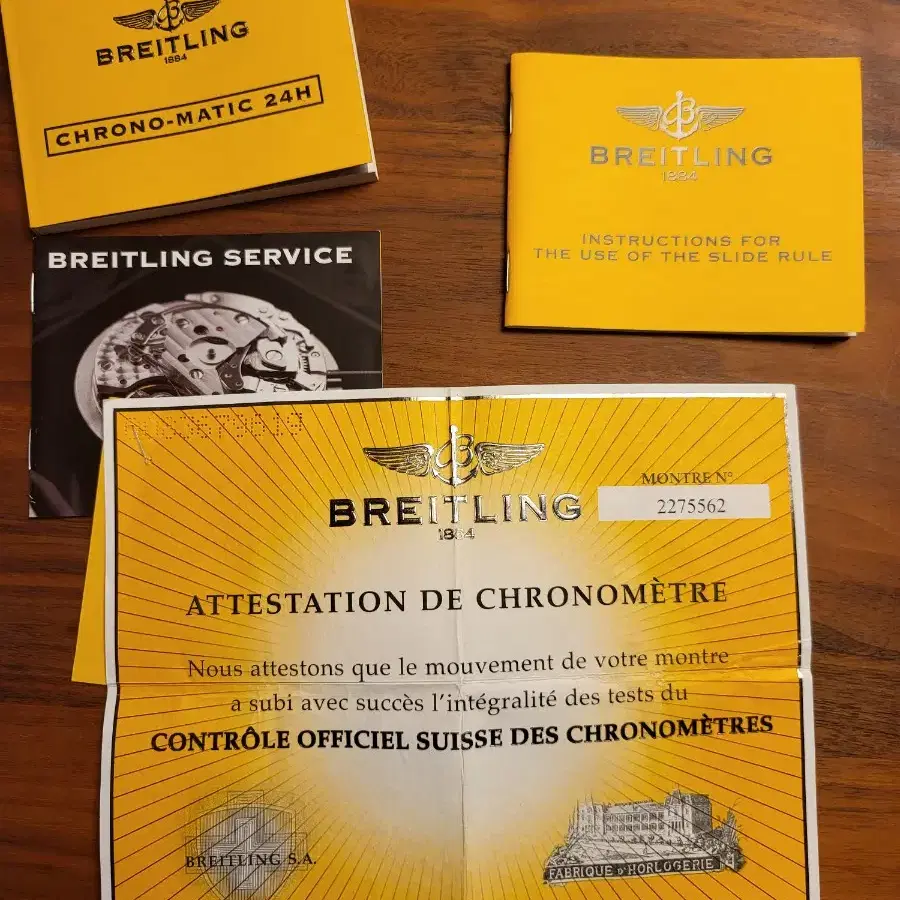 BREITLING
1884
CHRONO-MATIC 24H
BREITLING
1884
INSTRUCTIONS FOR
THE USE OF THE SLIDE RULE
BREITLING SERVICE
BREITLING
1884
MONTRE N°
2275562
ATTESTATION DE CHRONOMÈTRE
Nous attestons que le mouvement de votre montre
a subi avec succès l'intégralité des tests du
CONTRÔLE OFFICIEL SUISSE DES CHRONOMÈTRES
BREITLING S.A.
FABRIQUE D'HORLOGERIE